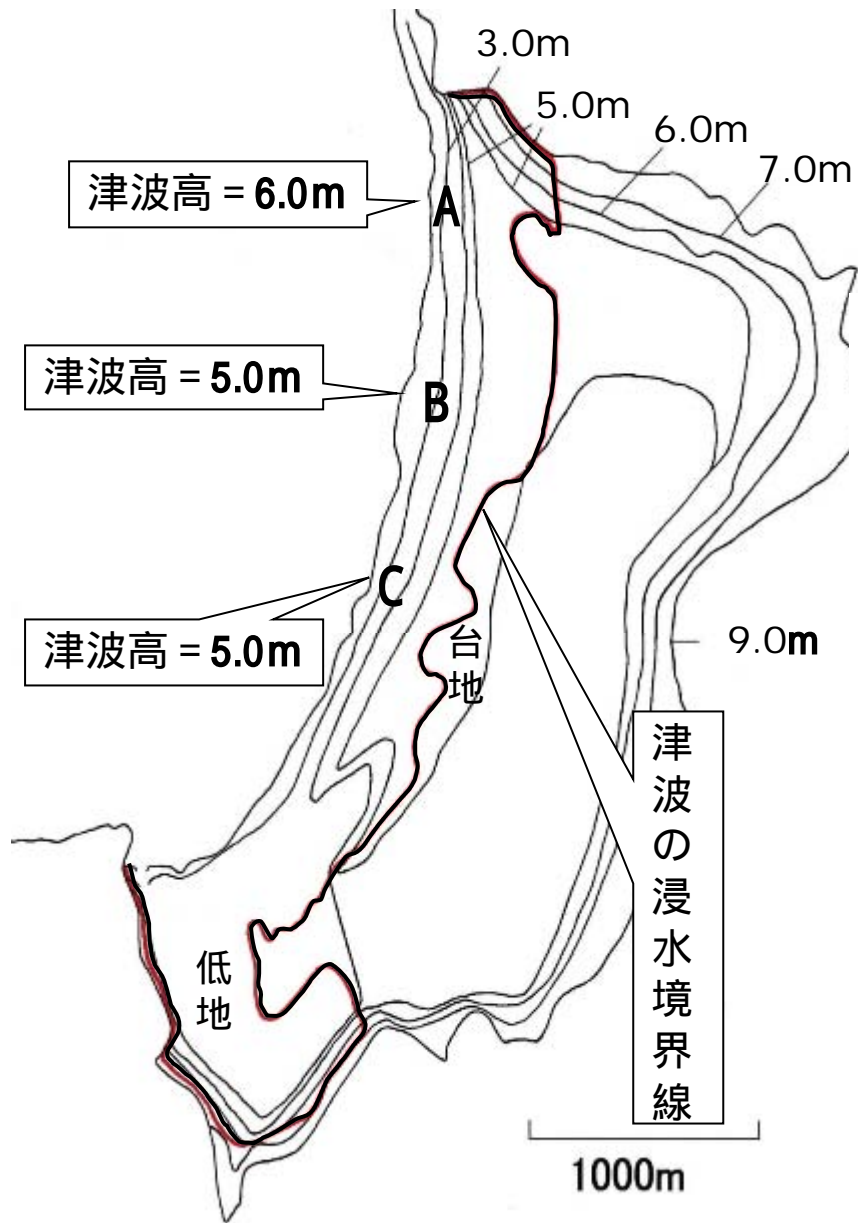 3.0m
5.0m
6.0m
7.0m
津波高 = 6.0m
A
津波高 = 5.0m
B
C
津波高 = 5.0m
台地
9.0m
津波の浸水境界線
低地
1000m